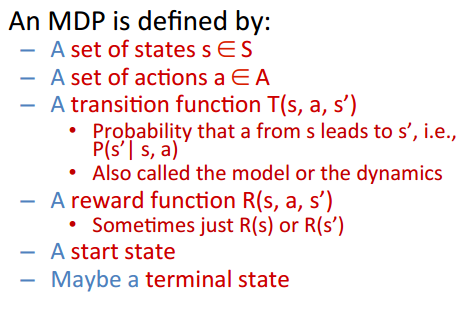 An MDP is defined by:
– A set of states s ∈ S
– A set of actions a ∈ A
– A transition function T(s, a, s’)
• Probability that a from s leads to s’, i.e.,
P(s’| s, a)
• Also called the model or the dynamics
– A reward function R(s, a, s’)
• Sometimes just R(s) or R(s’)
– A start state
– Maybe a terminal state